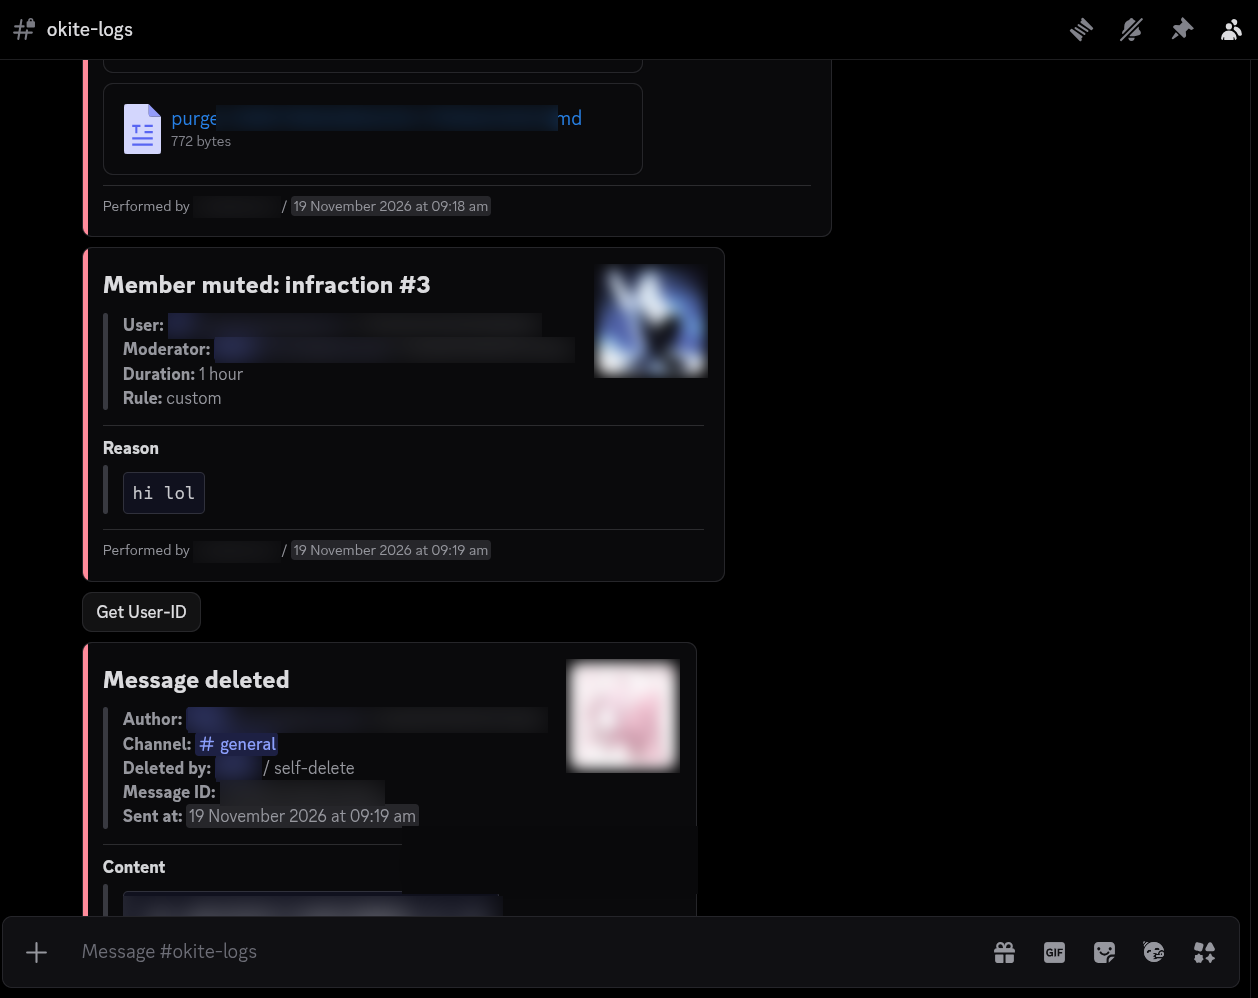 okite-logs
purge
md
772 bytes
Performed by / 19 November 2026 at 09:18 am
Member muted: infraction #3
User:
Moderator:
Duration: 1 hour
Rule: custom
Reason
hi lol
Performed by / 19 November 2026 at 09:19 am
Get User-ID
Message deleted
Author:
Channel: # general
Deleted by: / self-delete
Message ID:
Sent at: 19 November 2026 at 09:19 am
Content
Message #okite-logs
GIF